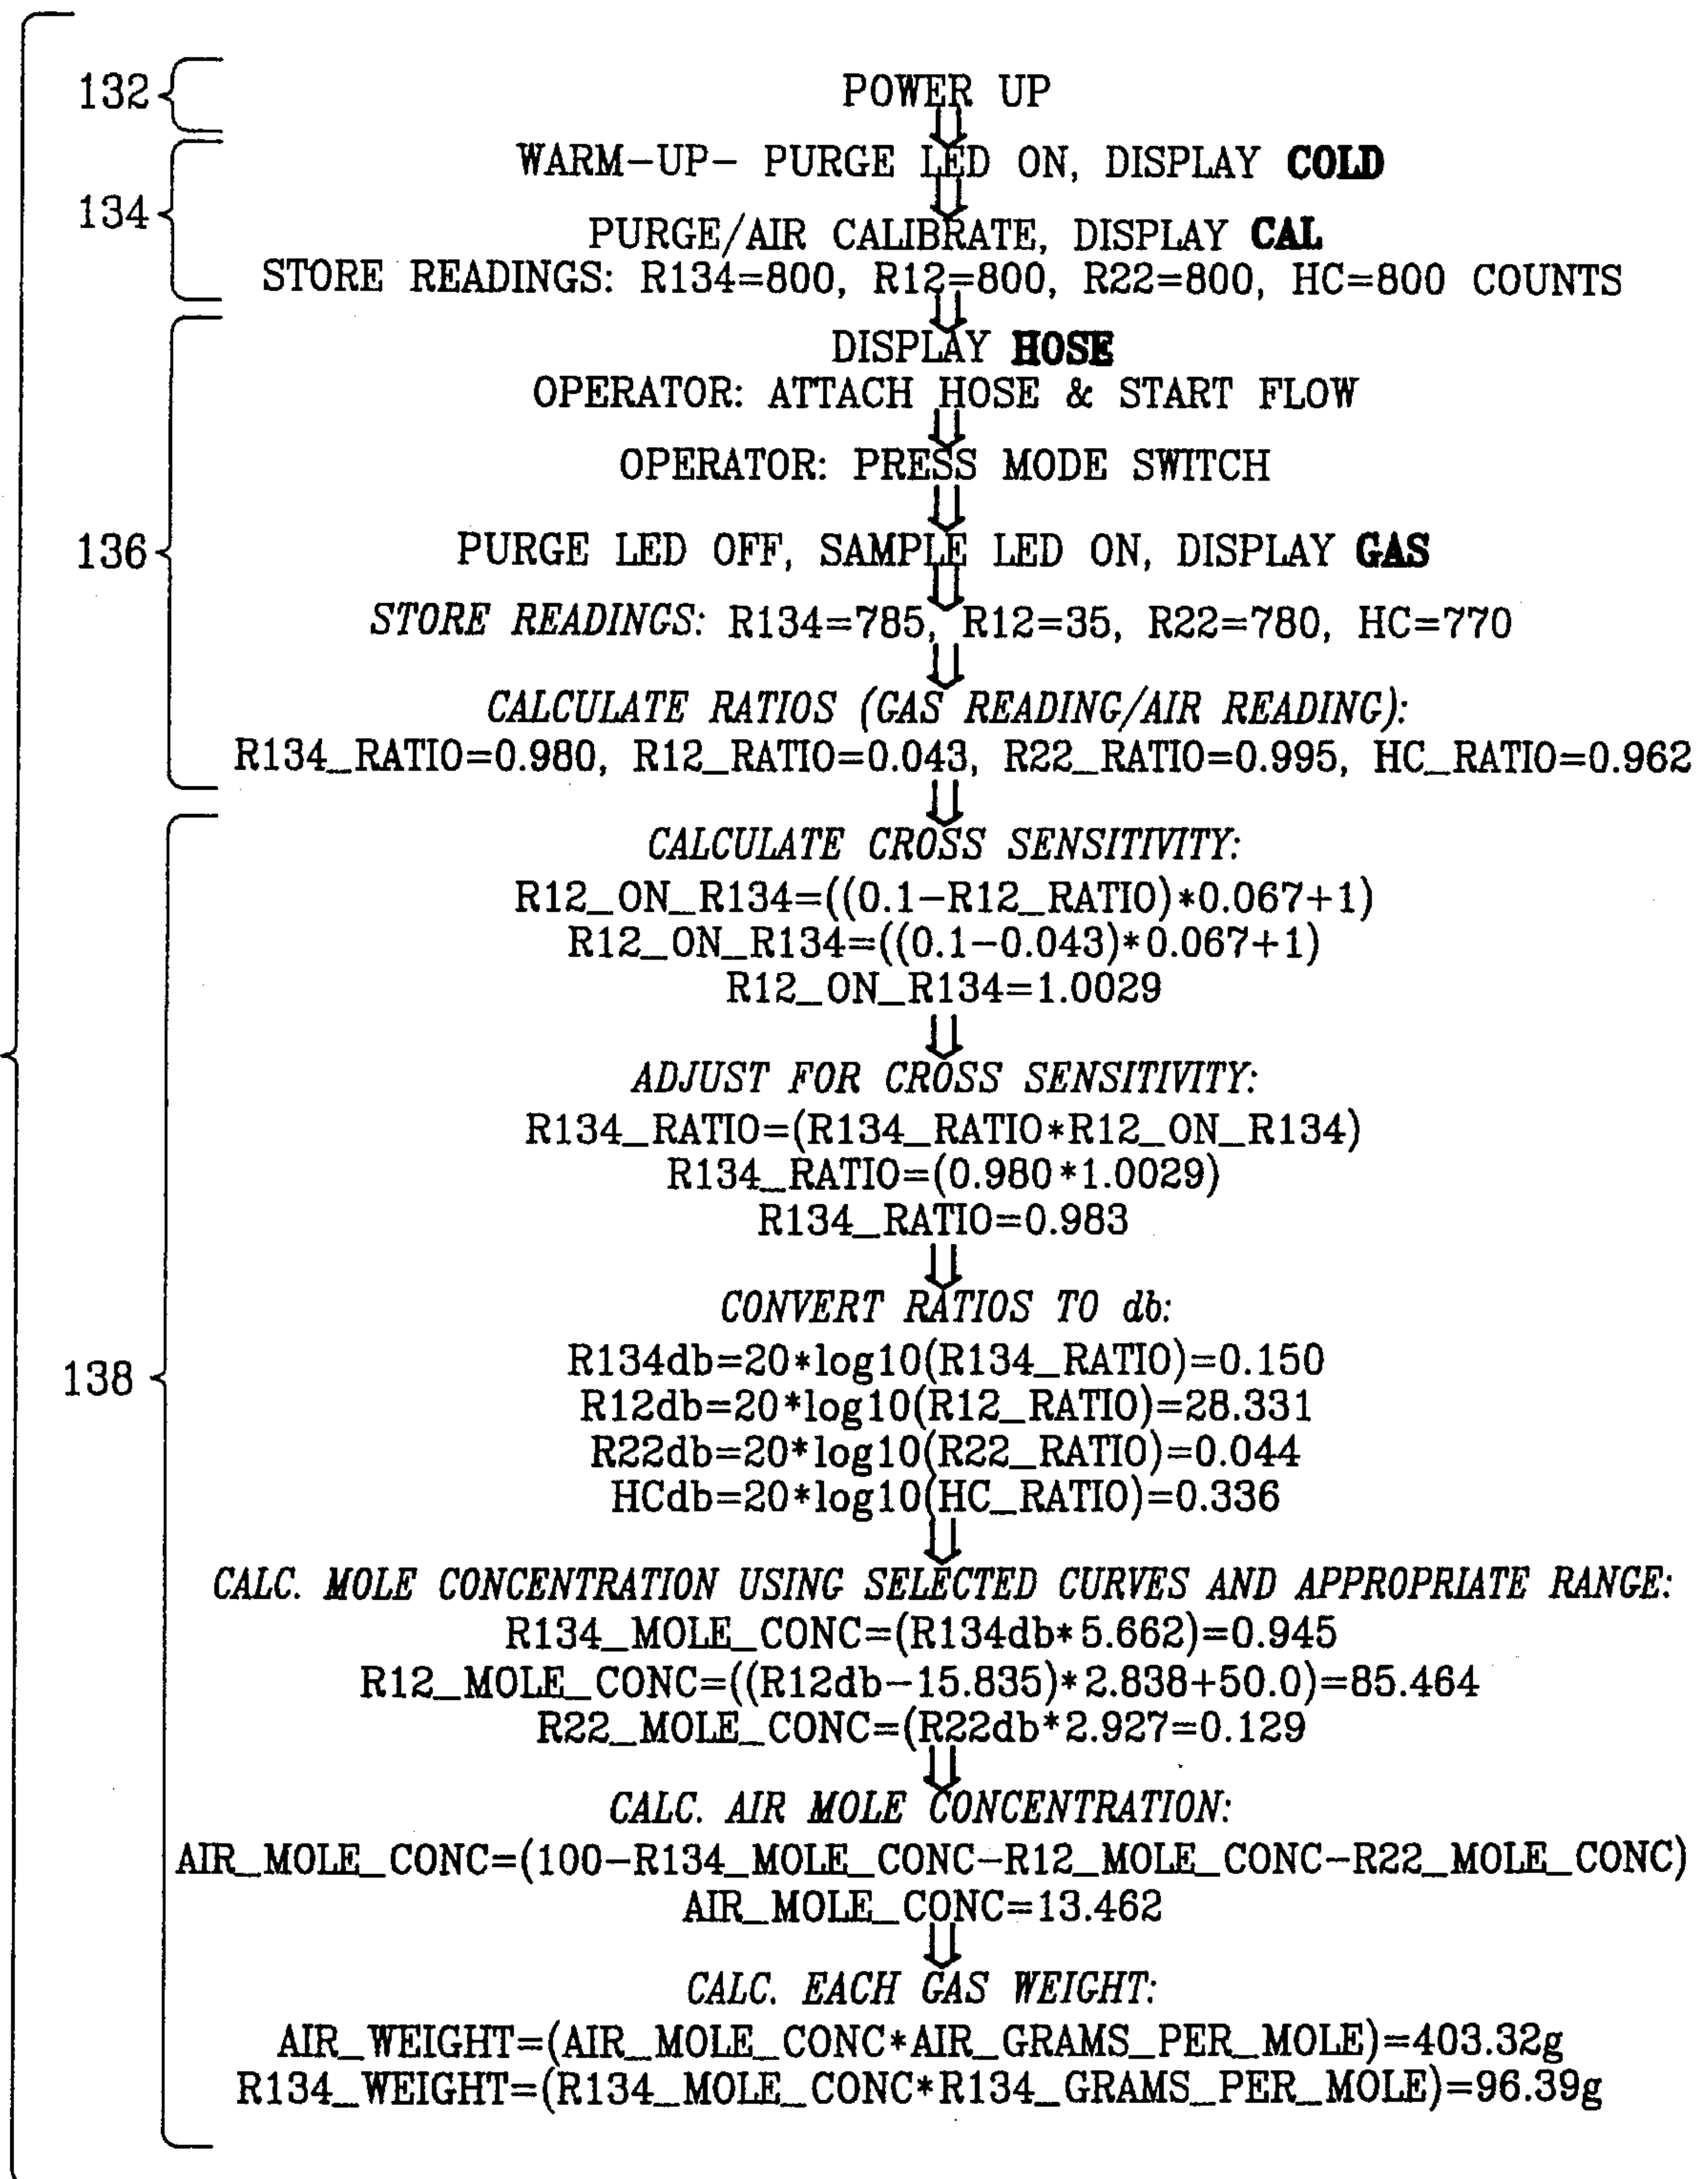 132
POWER UP
WARM-UP- PURGE LED ON, DISPLAY COLD
134
PURGE/AIR CALIBRATE, DISPLAY CAL
STORE READINGS: R134=800, R12=800, R22=800, HC=800 COUNTS
DISPLAY HOSE
OPERATOR: ATTACH HOSE & START FLOW
OPERATOR: PRESS MODE SWITCH
136
PURGE LED OFF, SAMPLE LED ON, DISPLAY GAS
STORE READINGS: R134=785, R12=35, R22=780, HC=770
CALCULATE RATIOS (GAS READING/AIR READING):
R134_RATIO=0.980, R12_RATIO=0.043, R22_RATIO=0.995, HC_RATIO=0.962
CALCULATE CROSS SENSITIVITY:
R12_ON_R134=((0.1-R12_RATIO)*0.067+1)
R12_ON_R134=((0.1-0.043)*0.067+1)
R12_ON_R134=1.0029
ADJUST FOR CROSS SENSITIVITY:
R134_RATIO=(R134_RATIO*R12_ON_R134)
R134_RATIO=(0.980*1.0029)
R134_RATIO=0.983
CONVERT RATIOS TO db:
R134db=20*log10(R134_RATIO)=0.150
138
R12db=20*log10(R12_RATIO)=28.331
R22db=20*log10(R22_RATIO)=0.044
HCdb=20*log10(HC_RATIO)=0.336
CALC. MOLE CONCENTRATION USING SELECTED CURVES AND APPROPRIATE RANGE:
R134_MOLE_CONC=(R134db*5.662)=0.945
R12_MOLE_CONC=((R12db-15.835)*2.838+50.0)=85.464
R22_MOLE_CONC=(R22db*2.927=0.129
CALC. AIR MOLE CONCENTRATION:
AIR_MOLE_CONC=(100-R134_MOLE_CONC-R12_MOLE_CONC-R22_MOLE_CONC)
AIR_MOLE_CONC=13.462
CALC. EACH GAS WEIGHT:
AIR_WEIGHT=(AIR_MOLE_CONC*AIR_GRAMS_PER_MOLE)=403.32g
R134_WEIGHT=(R134_MOLE_CONC*R134_GRAMS_PER_MOLE)=96.39g